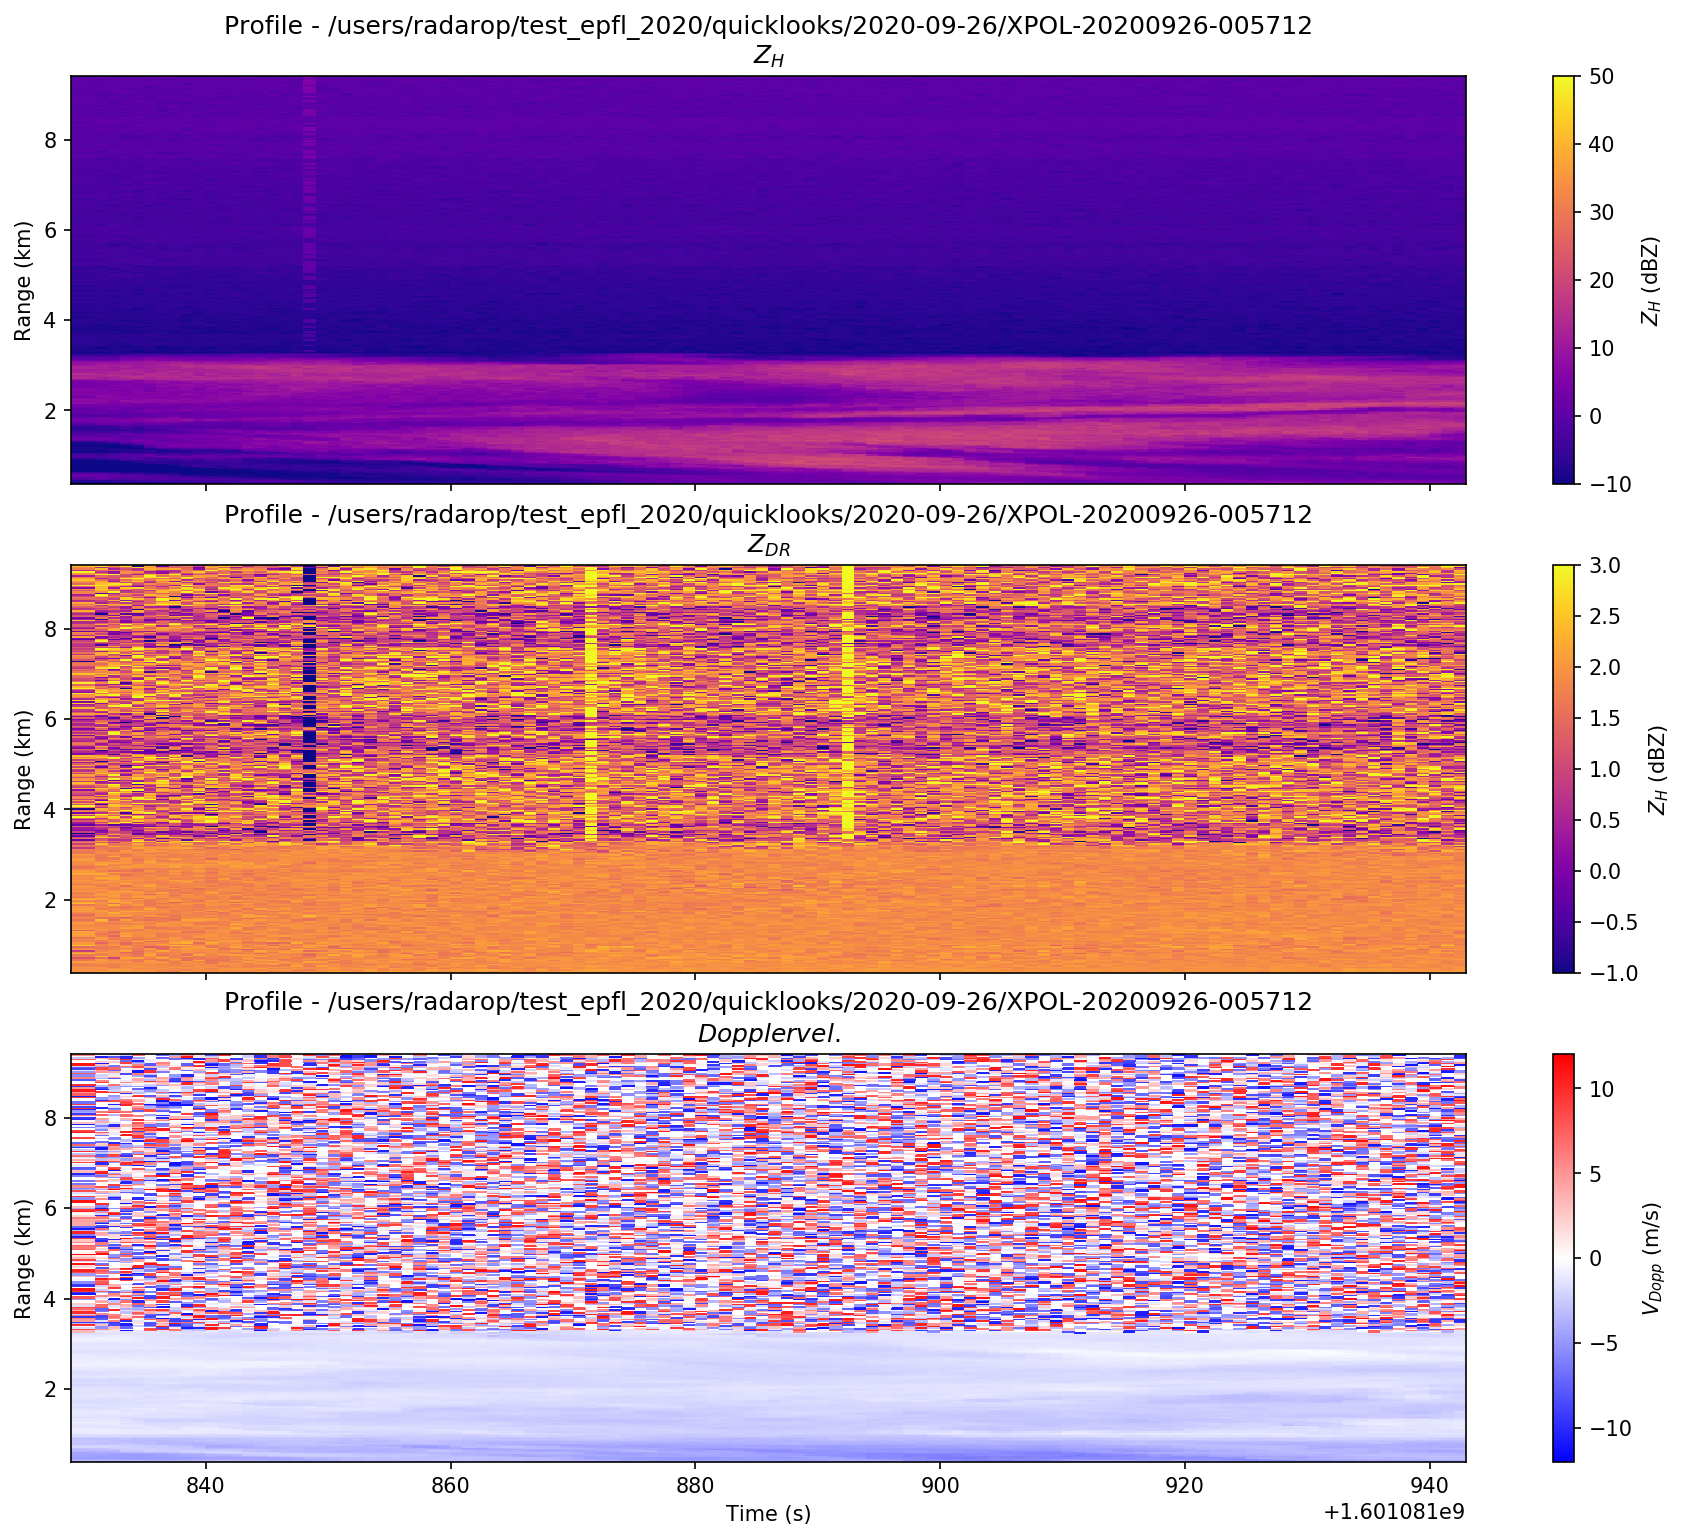 Profile - /users/radarop/test_epfl_2020/quicklooks/2020-09-26/XPOL-20200926-005712
Z_H
8
6
4
2
Range (km)
50
40
30
20
10
0
−10
Z_H (dBZ)
Profile - /users/radarop/test_epfl_2020/quicklooks/2020-09-26/XPOL-20200926-005712
Z_DR
8
6
4
2
Range (km)
3.0
2.5
2.0
1.5
1.0
0.5
0.0
−0.5
−1.0
Z_H (dBZ)
Profile - /users/radarop/test_epfl_2020/quicklooks/2020-09-26/XPOL-20200926-005712
Dopplervel.
8
6
4
2
Range (km)
10
5
0
−5
−10
V_Dopp (m/s)
840 860 880 900 920 940
Time (s)
+1.601081e9